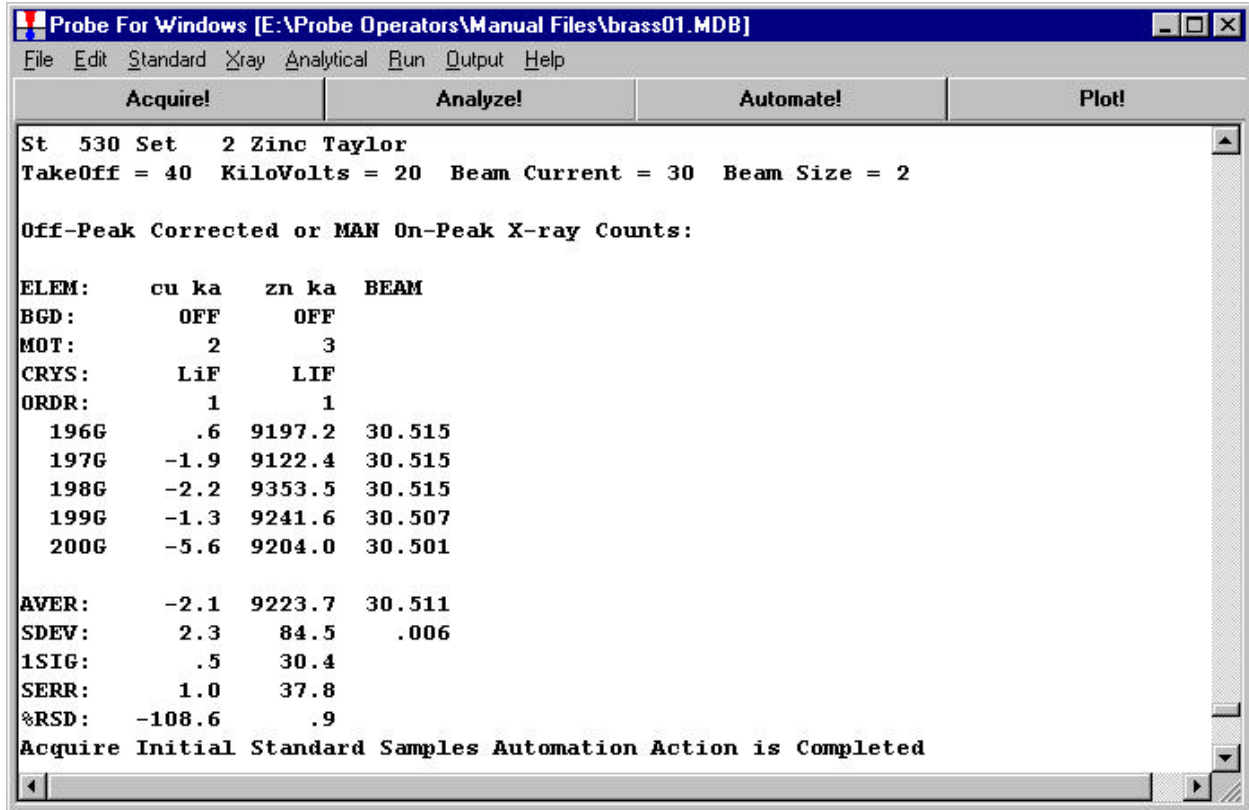 Probe For Windows [E:\Probe Operators\Manual Files\brass01.MDB]
File Edit Standard Xray Analytical Run Output Help
Acquire! Analyze! Automate! Plot!
St 530 Set 2 Zinc Taylor
TakeOff = 40 KiloVolts = 20 Beam Current = 30 Beam Size = 2
Off-Peak Corrected or MAN On-Peak X-ray Counts:
ELEM: cu ka zn ka BEAM
BGD: OFF OFF
MOT: 2 3
CRYS: LiF LIF
ORDR: 1 1
196G .6 9197.2 30.515
197G -1.9 9122.4 30.515
198G -2.2 9353.5 30.515
199G -1.3 9241.6 30.507
200G -5.6 9204.0 30.501
AVER: -2.1 9223.7 30.511
SDEV: 2.3 84.5 .006
1SIG: .5 30.4
SERR: 1.0 37.8
%RSD: -108.6 .9
Acquire Initial Standard Samples Automation Action is Completed